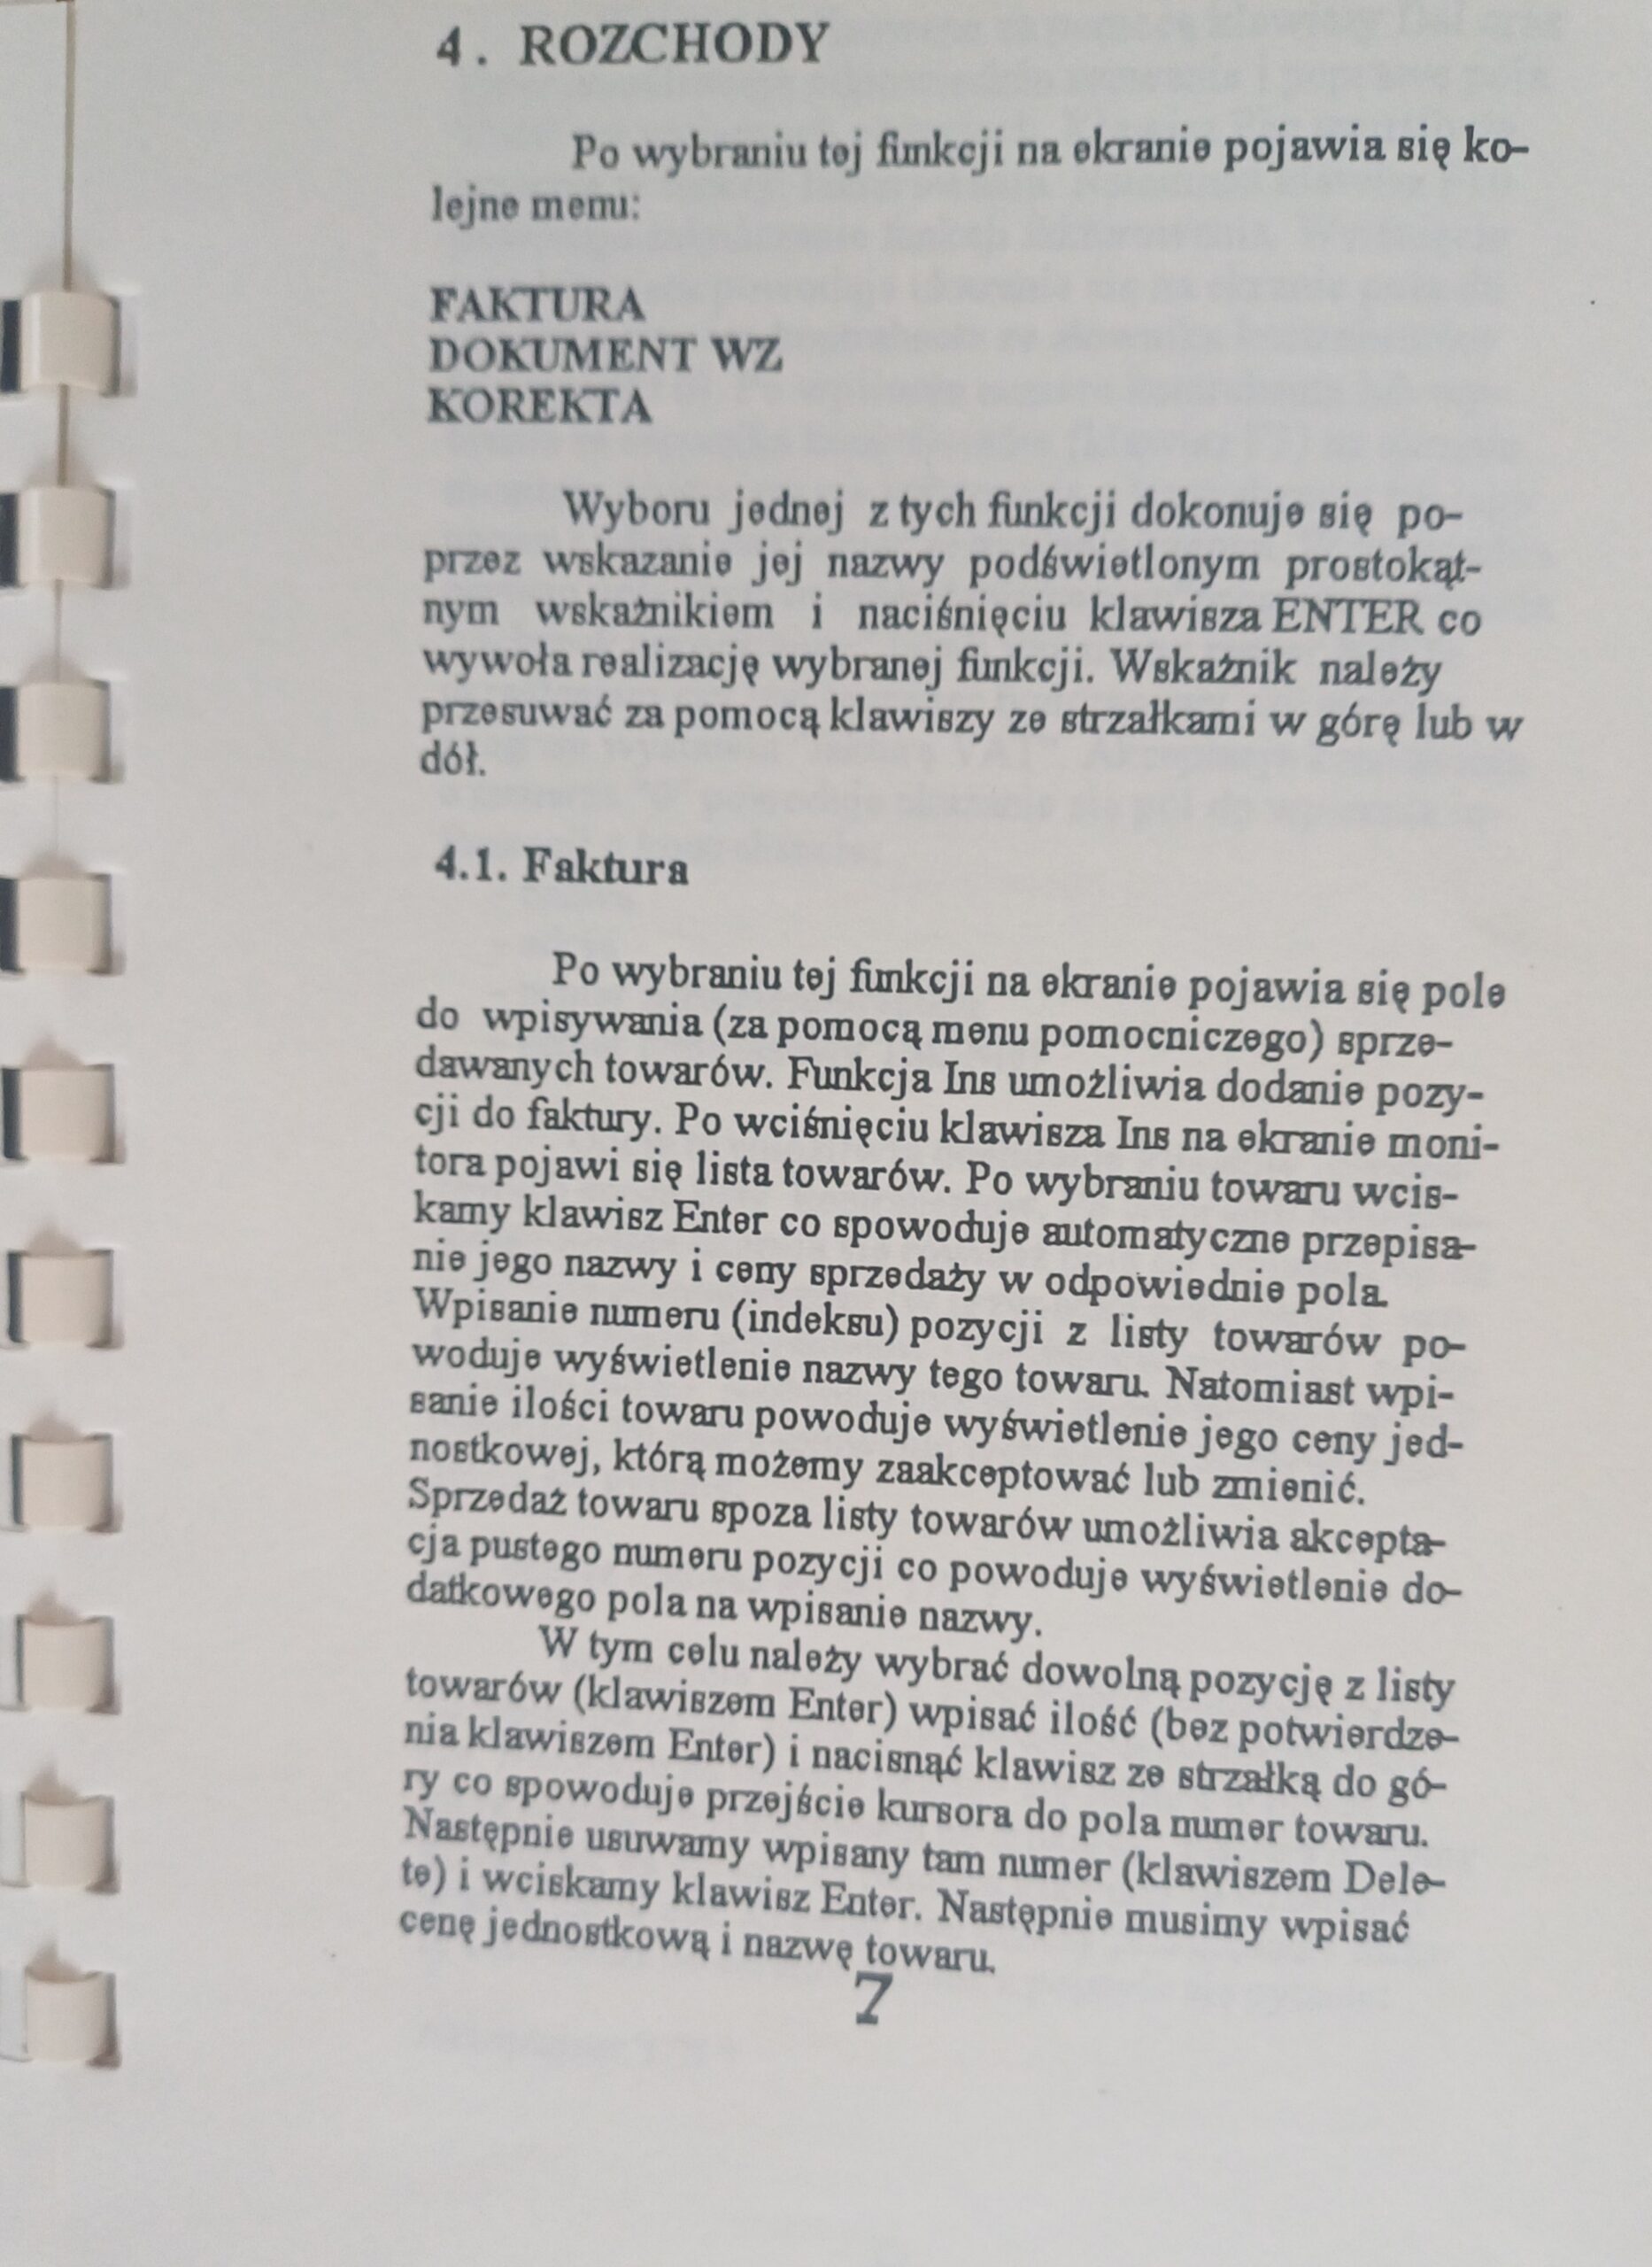 4. ROZCHODY
Po wybraniu tej funkcji na ekranie pojawia się ko-
lejne menu:
FAKTURA
DOKUMENT WZ
KOREKTA
Wyboru jednej z tych funkcji dokonuje się po-
przez wskazanie jej nazwy podświetlonym prostokąt-
nym wskaźnikiem i naciśnięciu klawisza ENTER co
wywoła realizację wybranej funkcji. Wskaźnik należy
przesuwać za pomocą klawiszy ze strzałkami w górę lub w
dół.
4.1. Faktura
Po wybraniu tej funkcji na ekranie pojawia się pole
do wpisywania (za pomocą menu pomocniczego) sprze-
dawanych towarów. Funkcja Ins umożliwia dodanie pozy-
cji do faktury. Po wciśnięciu klawisza Ins na ekranie moni-
tora pojawi się lista towarów. Po wybraniu towaru wcis-
kamy klawisz Enter co spowoduje automatyczne przepisa-
nie jego nazwy i ceny sprzedaży w odpowiednie pola.
Wpisanie numeru (indeksu) pozycji z listy towarów po-
woduje wyświetlenie nazwy tego towaru. Natomiast wpi-
sanie ilości towaru powoduje wyświetlenie jego ceny jed-
nostkowej, którą możemy zaakceptować lub zmienić.
Sprzedaż towaru spoza listy towarów umożliwia akcepta-
cja pustego numeru pozycji co powoduje wyświetlenie do-
datkowego pola na wpisanie nazwy.
W tym celu należy wybrać dowolną pozycję z listy
towarów (klawiszem Enter) wpisać ilość (bez potwierdze-
nia klawiszem Enter) i nacisnąć klawisz ze strzałką do gó-
ry co spowoduje przejście kursora do pola numer towaru.
Następnie usuwamy wpisany tam numer (klawiszem Dele-
te) i wciskamy klawisz Enter. Następnie musimy wpisać
cenę jednostkową i nazwę towaru.
7